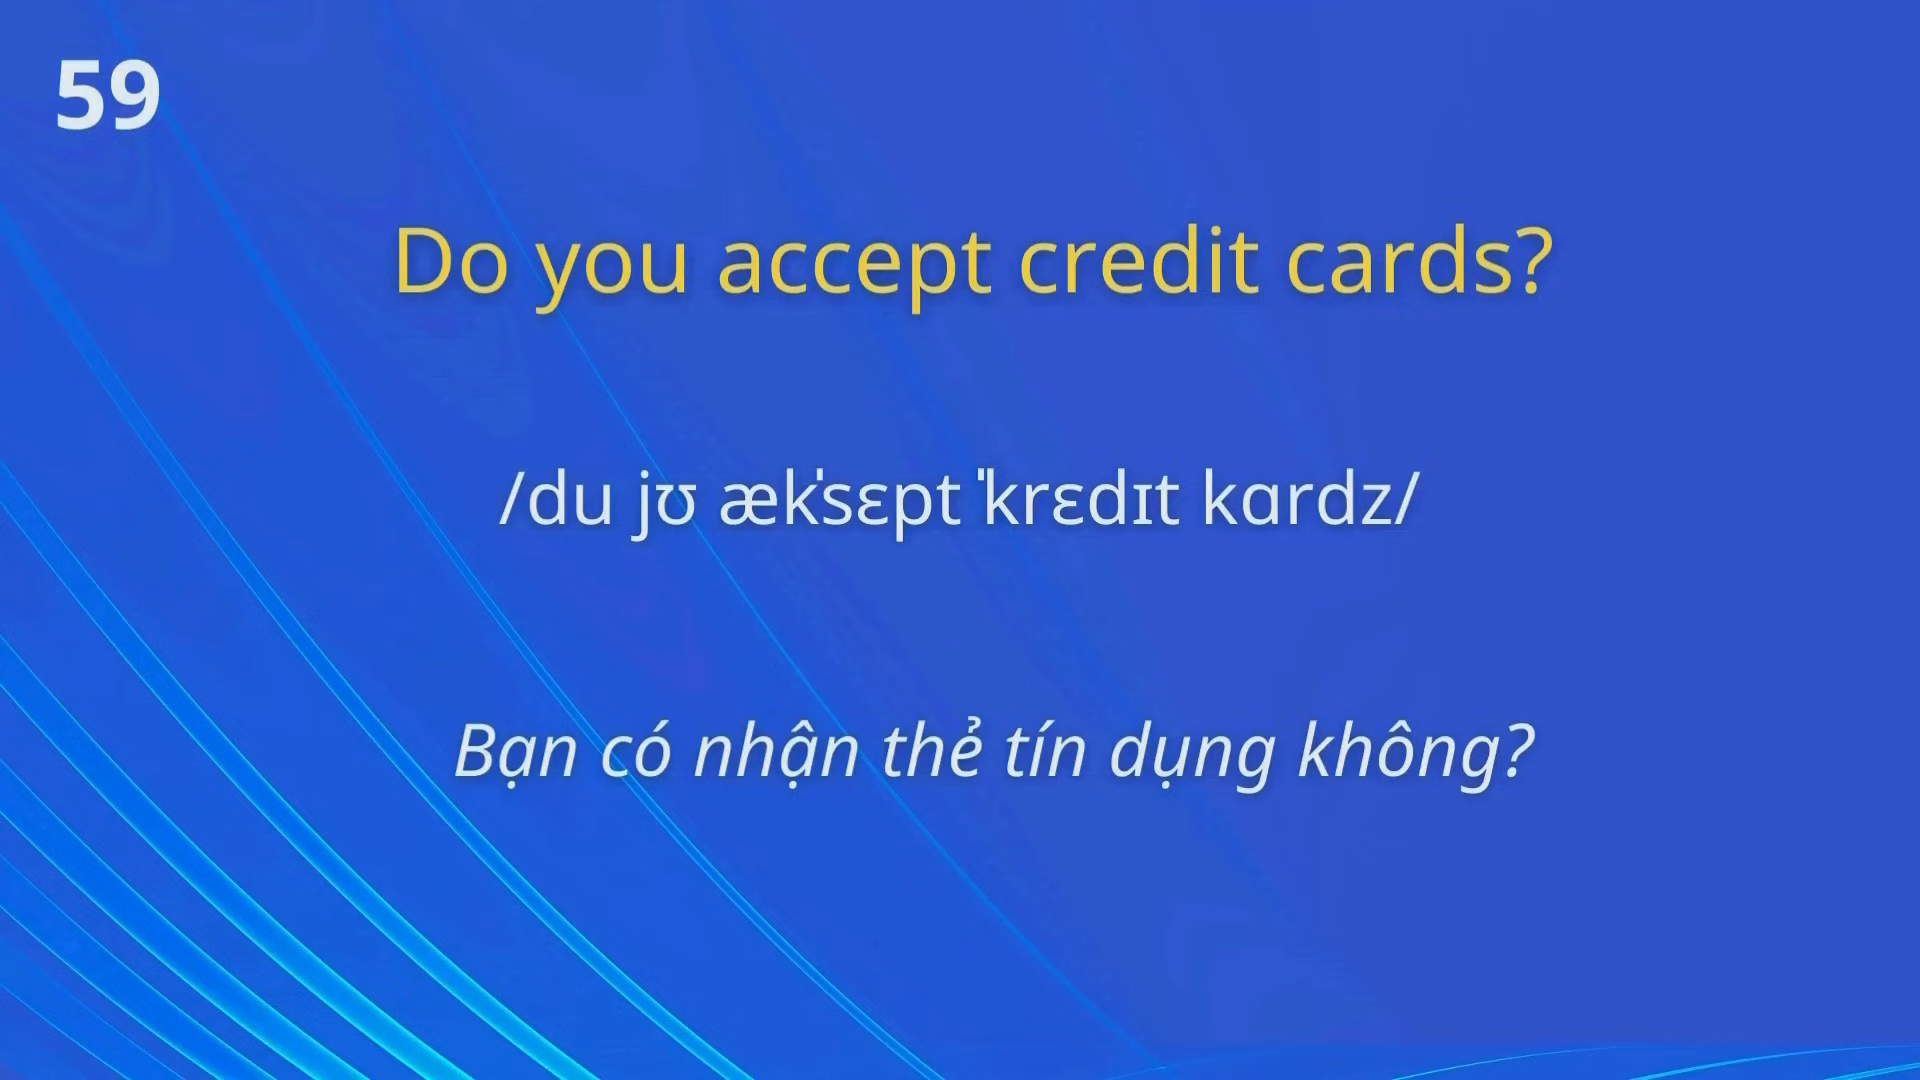 59
Do you accept credit cards?
/du jʊ ækˈsɛpt ˈkrɛdɪt kɑrdz/
Bạn có nhận thẻ tín dụng không?